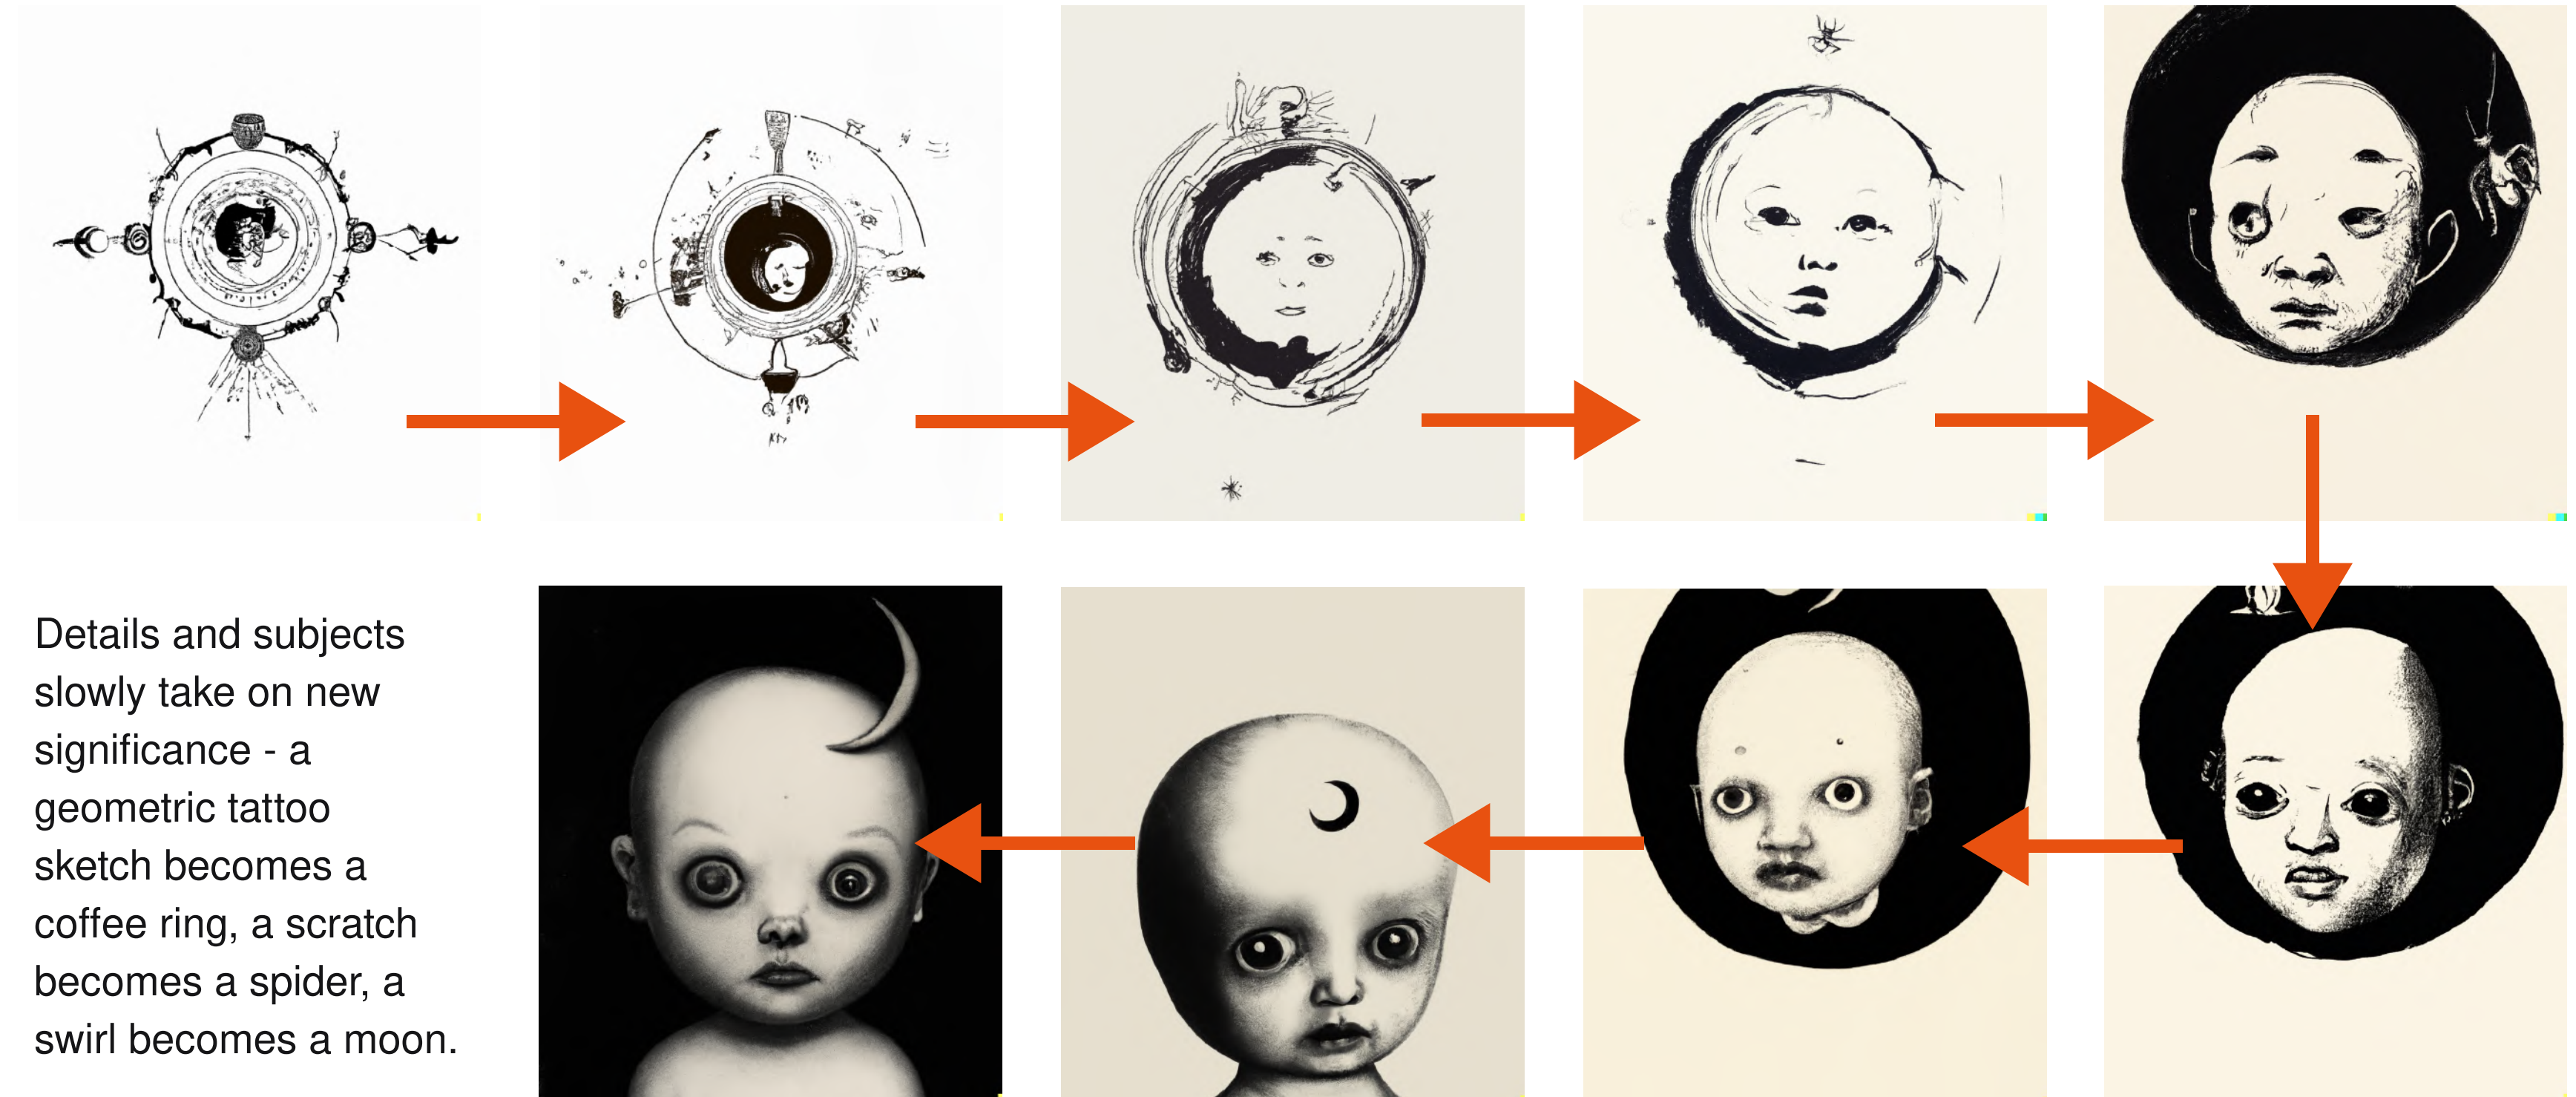 Details and subjects
slowly take on new
significance - a
geometric tattoo
sketch becomes a
coffee ring, a scratch
becomes a spider, a
swirl becomes a moon.